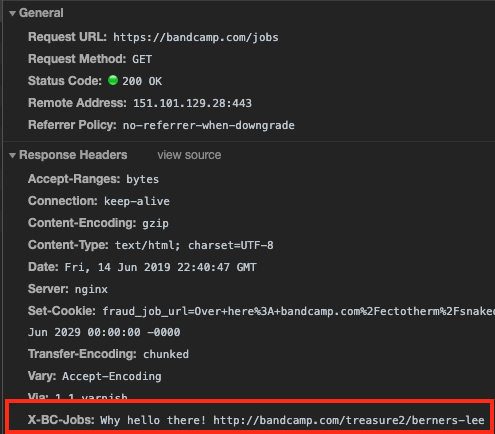 General
Request URL: https://bandcamp.com/jobs
Request Method: GET
Status Code: 200 OK
Remote Address: 151.101.129.28:443
Referrer Policy: no-referrer-when-downgrade
Response Headers view source
Accept-Ranges: bytes
Connection: keep-alive
Content-Encoding: gzip
Content-Type: text/html; charset=UTF-8
Date: Fri, 14 Jun 2019 22:40:47 GMT
Server: nginx
Set-Cookie: fraud_job_url=Over+here%3A+bandcamp.com%2Fectotherm%2Fsnaked
Jun 2029 00:00:00 -0000
Transfer-Encoding: chunked
Vary: Accept-Encoding
Via: 1.1 varnish
X-BC-Jobs: Why hello there! http://bandcamp.com/treasure2/berners-lee